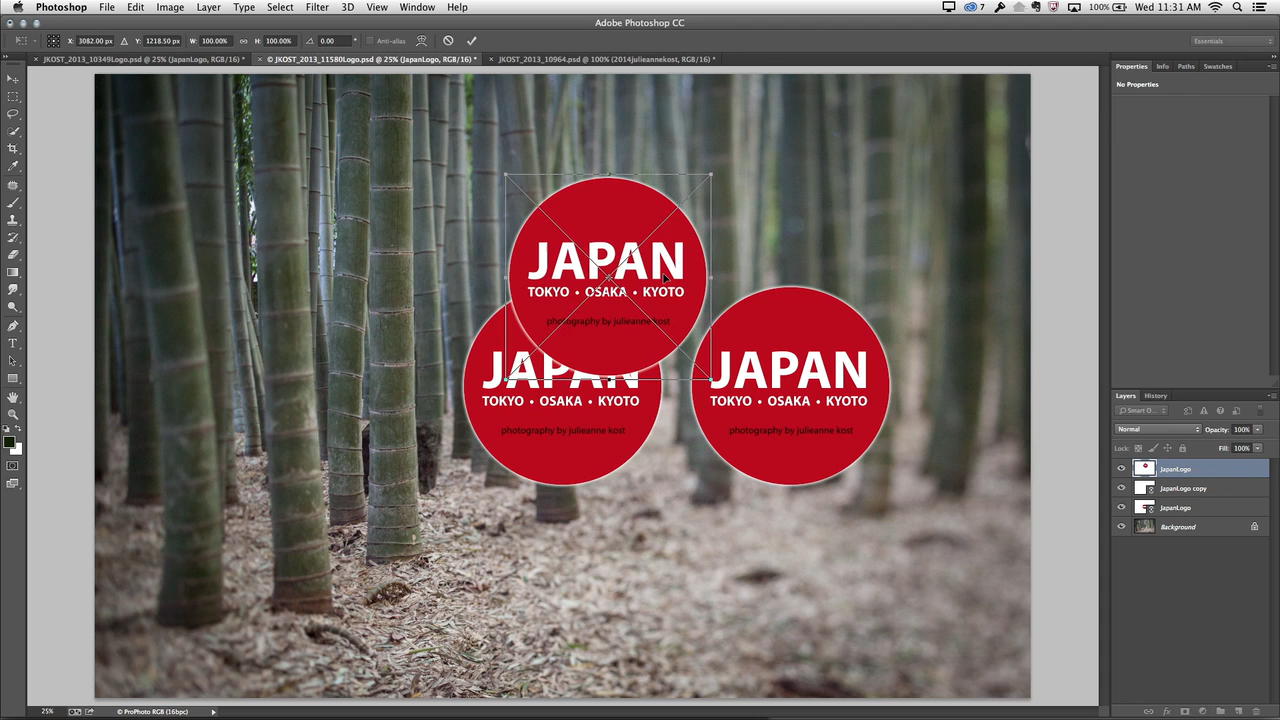 Photoshop File Edit Image Layer Type Select Filter 3D View Window Help 7 100% Wed 11:31 AM
Adobe Photoshop CC
X: 3082.00 px Y: 1218.50 px W: 100.00% H: 100.00% 0.00 ° Anti-alias Essentials
JKOST_2013_10349Logo.psd @ 25% (JapanLogo, RGB/16) * © JKOST_2013_11580Logo.psd @ 25% (JapanLogo, RGB/16) * JKOST_2013_10964.psd @ 100% (2014julieannekost, RGB/16) *
Properties Info Paths Swatches
No Properties
JAPAN
TOKYO • OSAKA • KYOTO
photography by julieanne kost
JAPAN
TOKYO • OSAKA • KYOTO
photography by julieanne kost
JAPAN
TOKYO • OSAKA • KYOTO
photography by julieanne kost
Layers History
Smart O...
Normal Opacity: 100%
Lock: Fill: 100%
JapanLogo
JapanLogo copy
JapanLogo
Background
25% © ProPhoto RGB (16bpc)